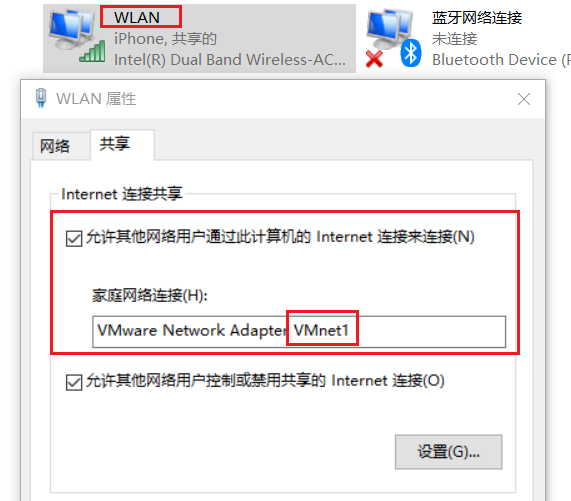 WLAN
iPhone, 共享的
Intel(R) Dual Band Wireless-AC...
蓝牙网络连接
未连接
Bluetooth Device (P
WLAN 属性
网络
共享
Internet 连接共享
允许其他网络用户通过此计算机的 Internet 连接来连接(N)
家庭网络连接(H):
VMware Network Adapter VMnet1
允许其他网络用户控制或禁用共享的 Internet 连接(O)
设置(G)...